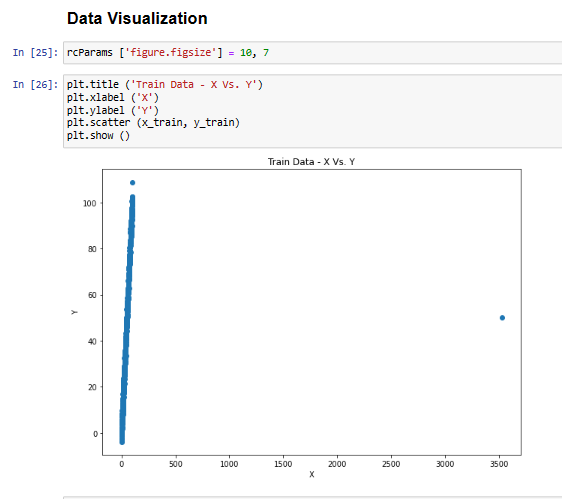 Data Visualization
In [25]: rcParams ['figure.figsize'] = 10, 7
In [26]: plt.title ('Train Data - X Vs. Y')
plt.xlabel ('X')
plt.ylabel ('Y')
plt.scatter (x_train, y_train)
plt.show ()
Train Data - X Vs. Y
100
80
60
Y
40
20
0
0 500 1000 1500 2000 2500 3000 3500
X